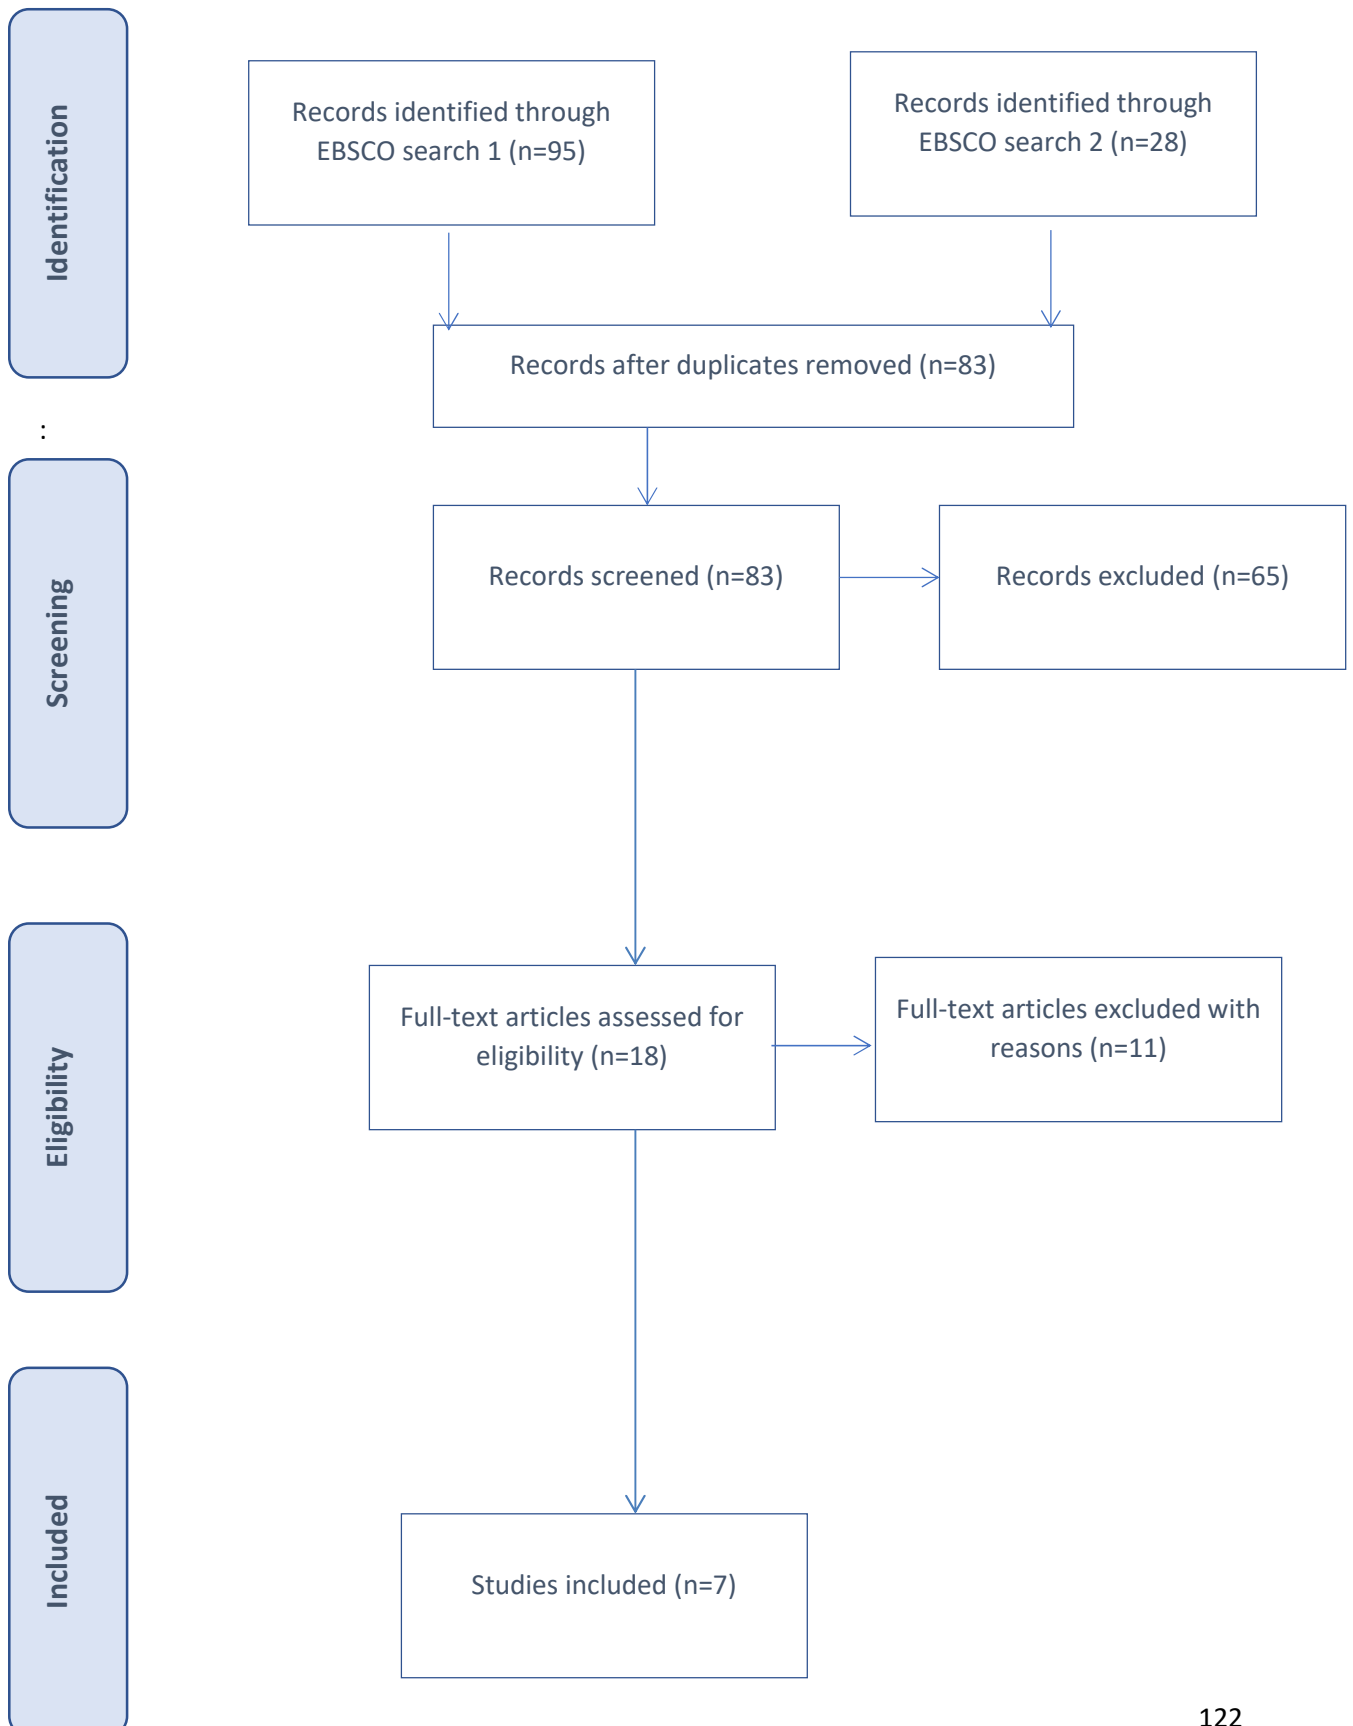 Identification
Records identified through
EBSCO search 1 (n=95)
Records identified through
EBSCO search 2 (n=28)
Records after duplicates removed (n=83)
:
Screening
Records screened (n=83)
Records excluded (n=65)
Eligibility
Full-text articles assessed for
eligibility (n=18)
Full-text articles excluded with
reasons (n=11)
Included
Studies included (n=7)
122